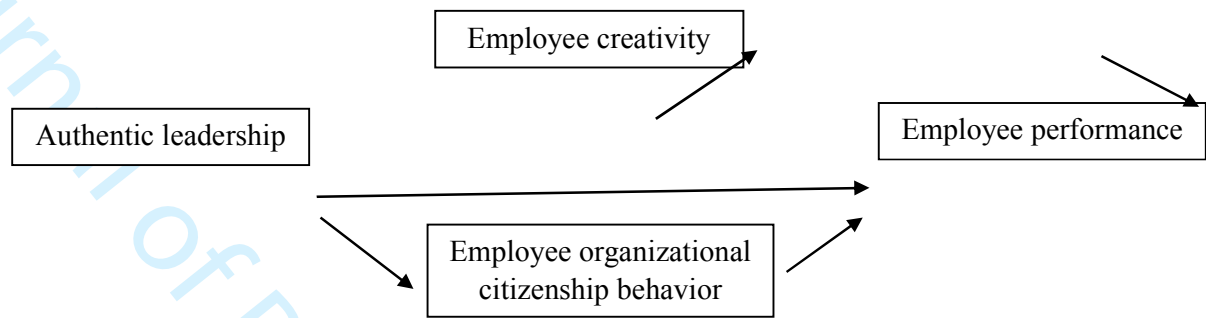 Employee creativity
Authentic leadership
Employee performance
Employee organizational
citizenship behavior